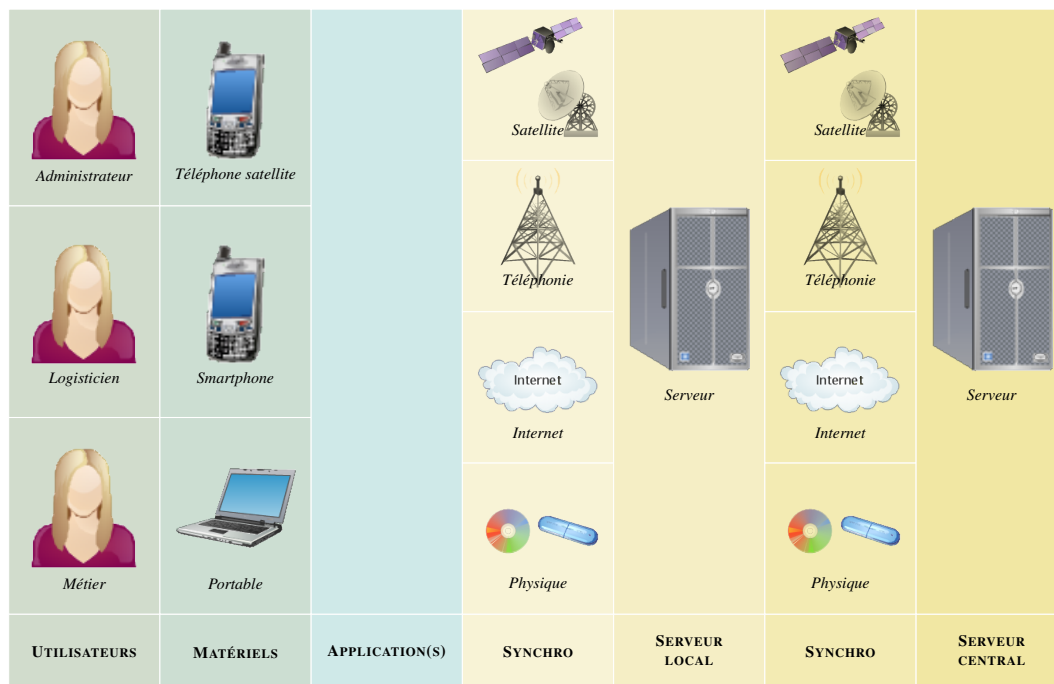 Administrateur
Téléphone satellite
Satellite
Satellite
Téléphonie
Téléphonie
Logisticien
Smartphone
Internet
Internet
Serveur
Serveur
Internet
Internet
Métier
Portable
Physique
Physique
UTILISATEURS
MATÉRIELS
APPLICATION(S)
SYNCHRO
SERVEUR
LOCAL
SYNCHRO
SERVEUR
CENTRAL